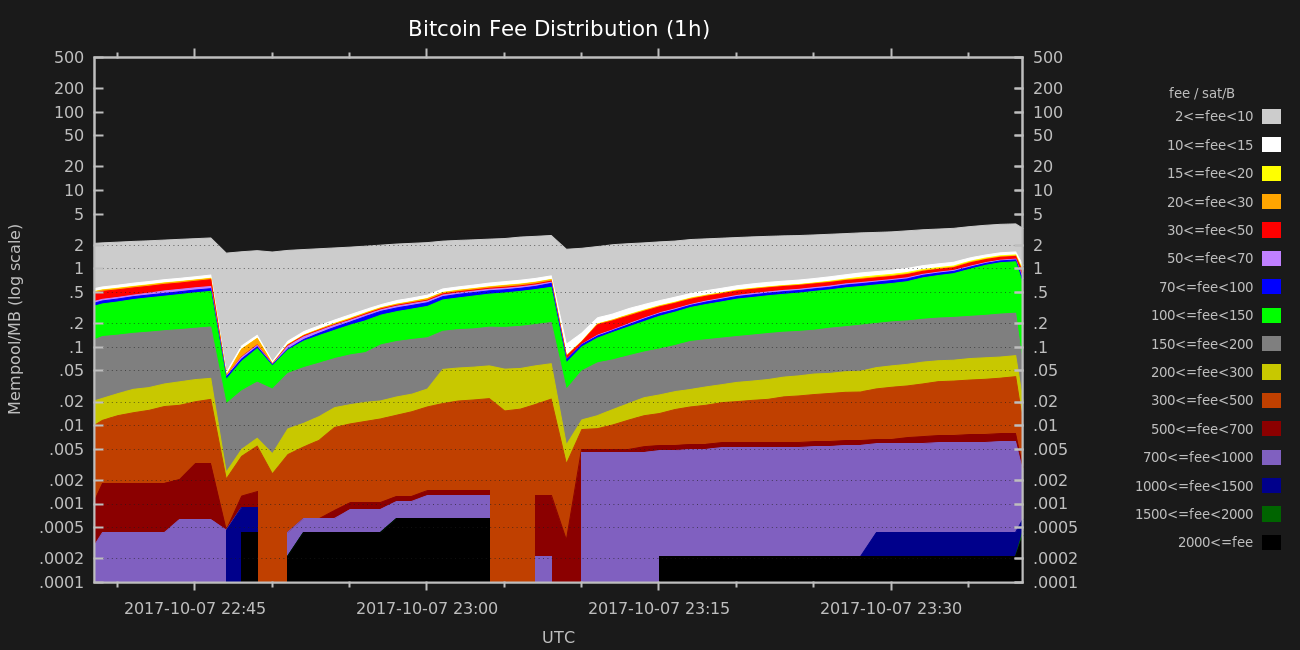 Bitcoin Fee Distribution (1h)
500
200
100
50
20
10
5
2
1
.5
.2
.1
.05
.02
.01
.005
.002
.001
.0005
.0002
.0001
Mempool/MB (log scale)
500
200
100
50
20
10
5
2
1
.5
.2
.1
.05
.02
.01
.005
.002
.001
.0005
.0002
.0001
2017-10-07 22:45
2017-10-07 23:00
2017-10-07 23:15
2017-10-07 23:30
UTC
fee / sat/B
2<=fee<10
10<=fee<15
15<=fee<20
20<=fee<30
30<=fee<50
50<=fee<70
70<=fee<100
100<=fee<150
150<=fee<200
200<=fee<300
300<=fee<500
500<=fee<700
700<=fee<1000
1000<=fee<1500
1500<=fee<2000
2000<=fee